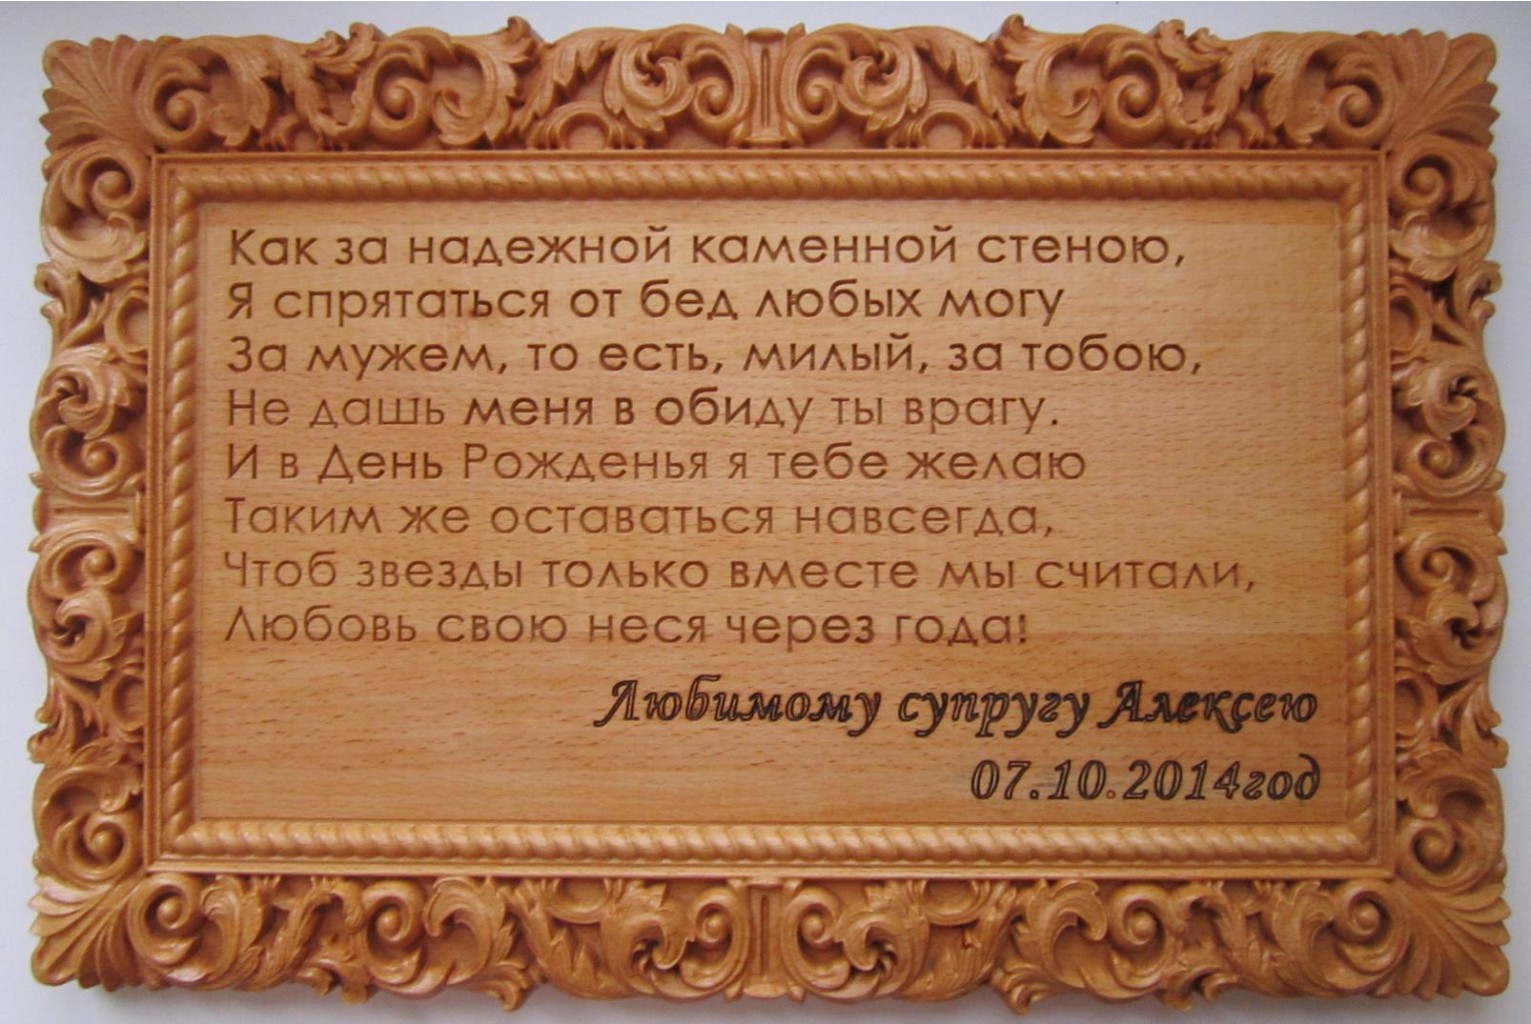 Как за надежной каменной стеною,
Я спрятаться от бед любых могу
За мужем, то есть, милый, за тобою,
Не дашь меня в обиду ты врагу.
И в День Рожденья я тебе желаю
Таким же оставаться навсегда,
Чтоб звезды только вместе мы считали,
Любовь свою неся через года!
Любимому супругу Алексею
07.10.2014год